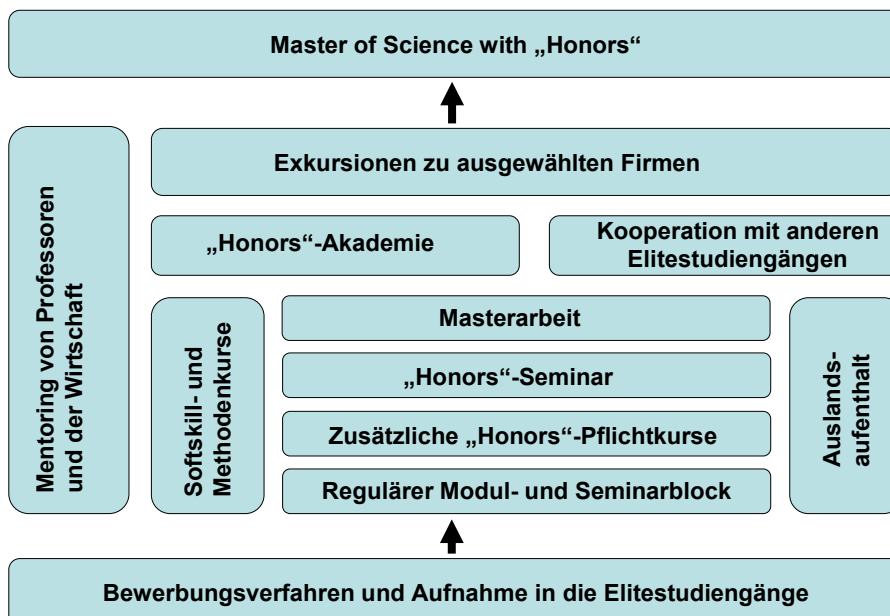 Master of Science with „Honors“
Mentoring von Professoren
und der Wirtschaft
Exkursionen zu ausgewählten Firmen
„Honors“-Akademie
Kooperation mit anderen
Elitestudiengängen
Softskill- und
Methodenkurse
Masterarbeit
„Honors“-Seminar
Zusätzliche „Honors“-Pflichtkurse
Regulärer Modul- und Seminarblock
Auslands-
aufenthalt
Bewerbungsverfahren und Aufnahme in die Elitestudiengänge